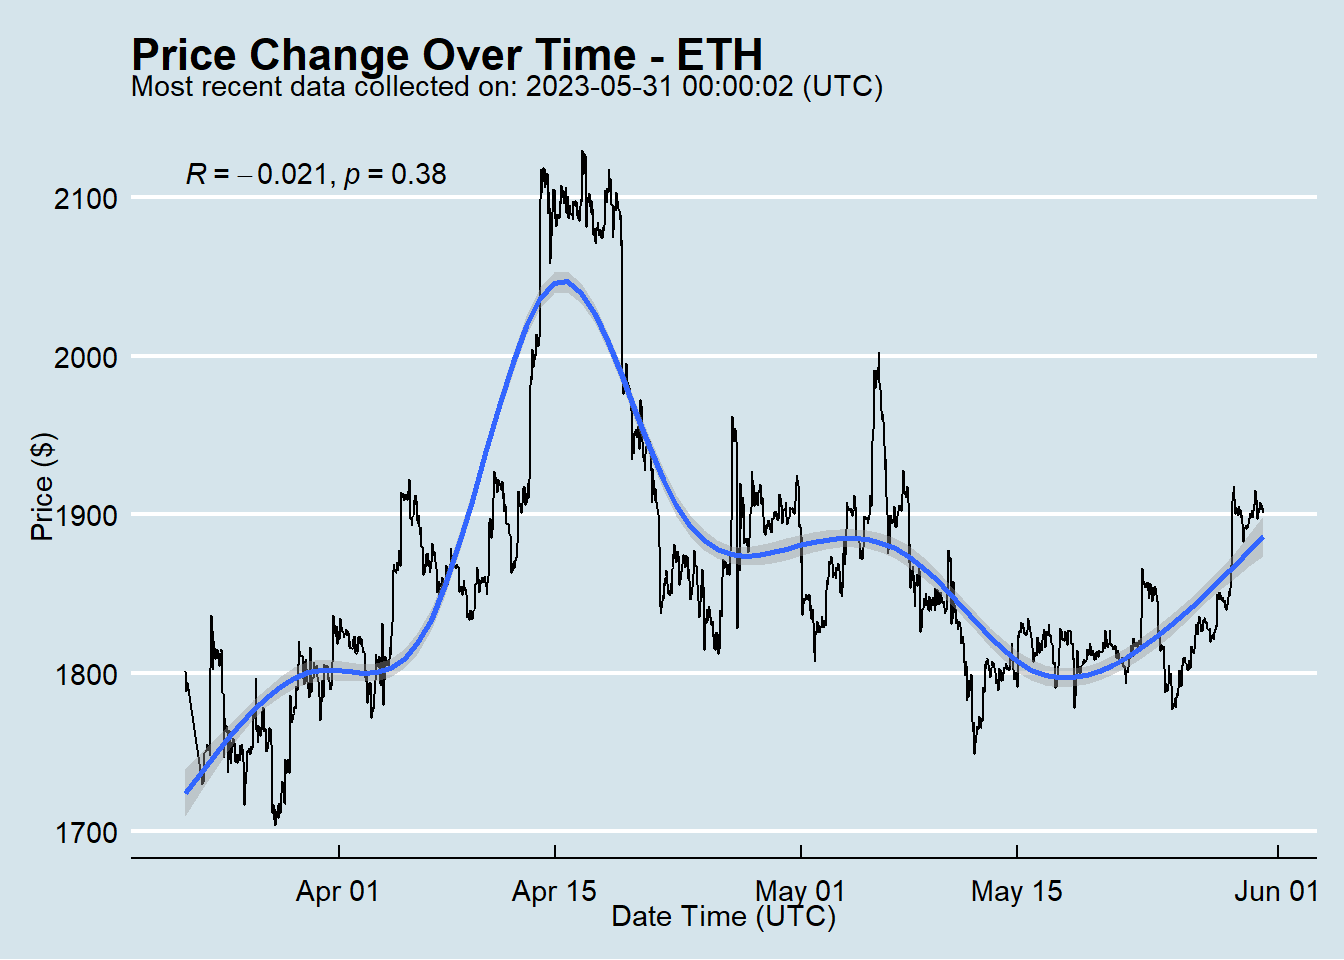 Price Change Over Time - ETH
Most recent data collected on: 2023-05-31 00:00:02 (UTC)
R = −0.021, p = 0.38
2100
2000
1900
1800
1700
Price ($)
Apr 01
Apr 15
May 01
May 15
Jun 01
Date Time (UTC)